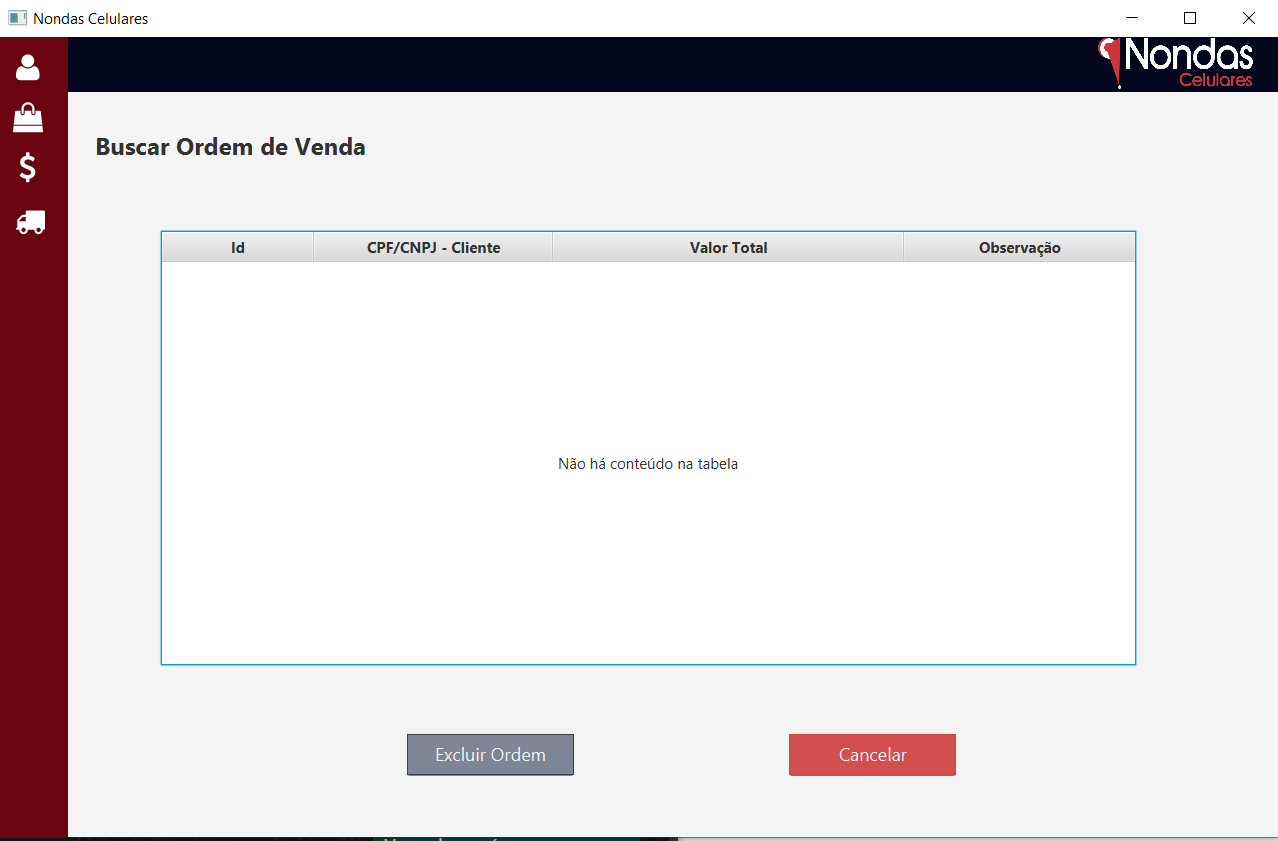 Nondas Celulares
Nondas
Celulares
Buscar Ordem de Venda
Id CPF/CNPJ - Cliente Valor Total Observação
Não há conteúdo na tabela
Excluir Ordem Cancelar